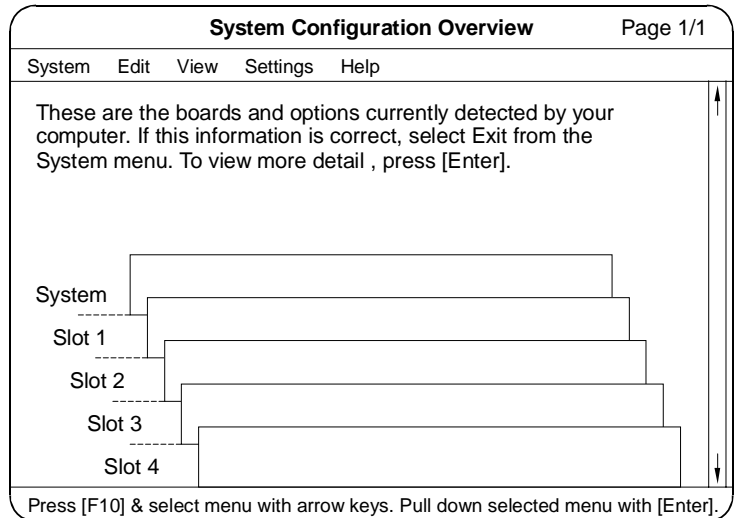 System Configuration Overview Page 1/1
System Edit View Settings Help
These are the boards and options currently detected by your
computer. If this information is correct, select Exit from the
System menu. To view more detail , press [Enter].
System
Slot 1
Slot 2
Slot 3
Slot 4
Press [F10] & select menu with arrow keys. Pull down selected menu with [Enter].